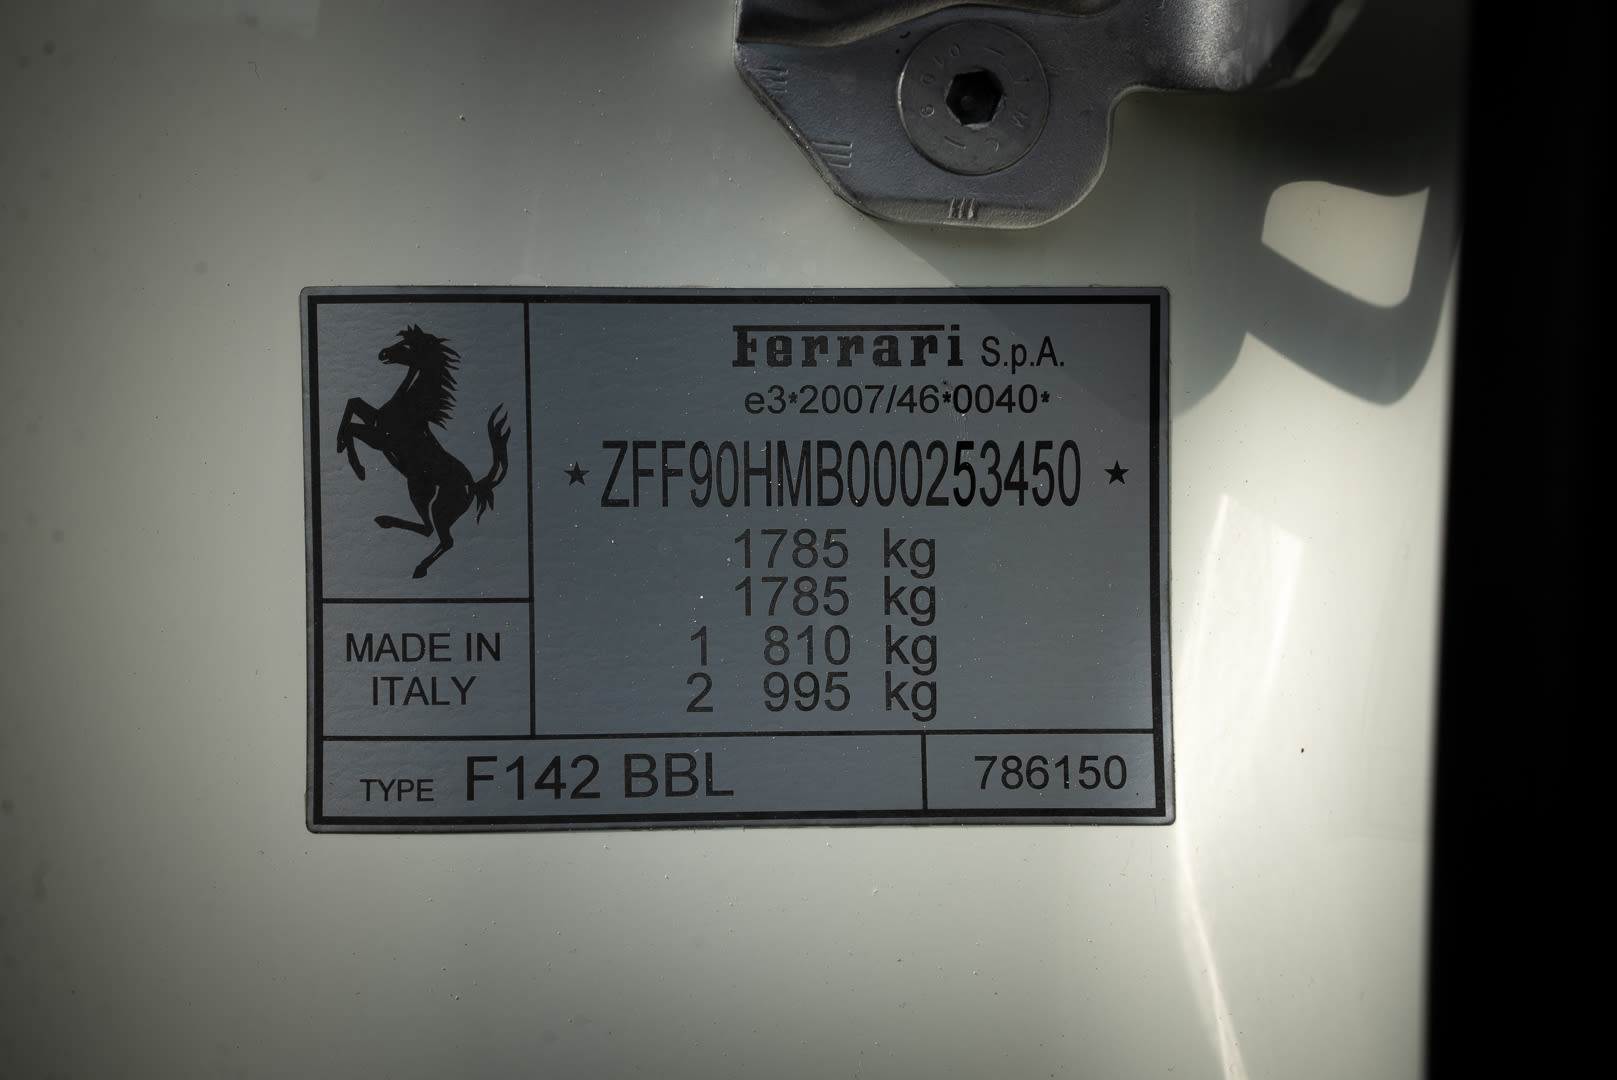 Ferrari S.p.A.
e3*2007/46*0040*
★ ZFF90HMB000253450 ★
1785 kg
1785 kg
1 810 kg
2 995 kg
MADE IN
ITALY
TYPE F142 BBL
786150